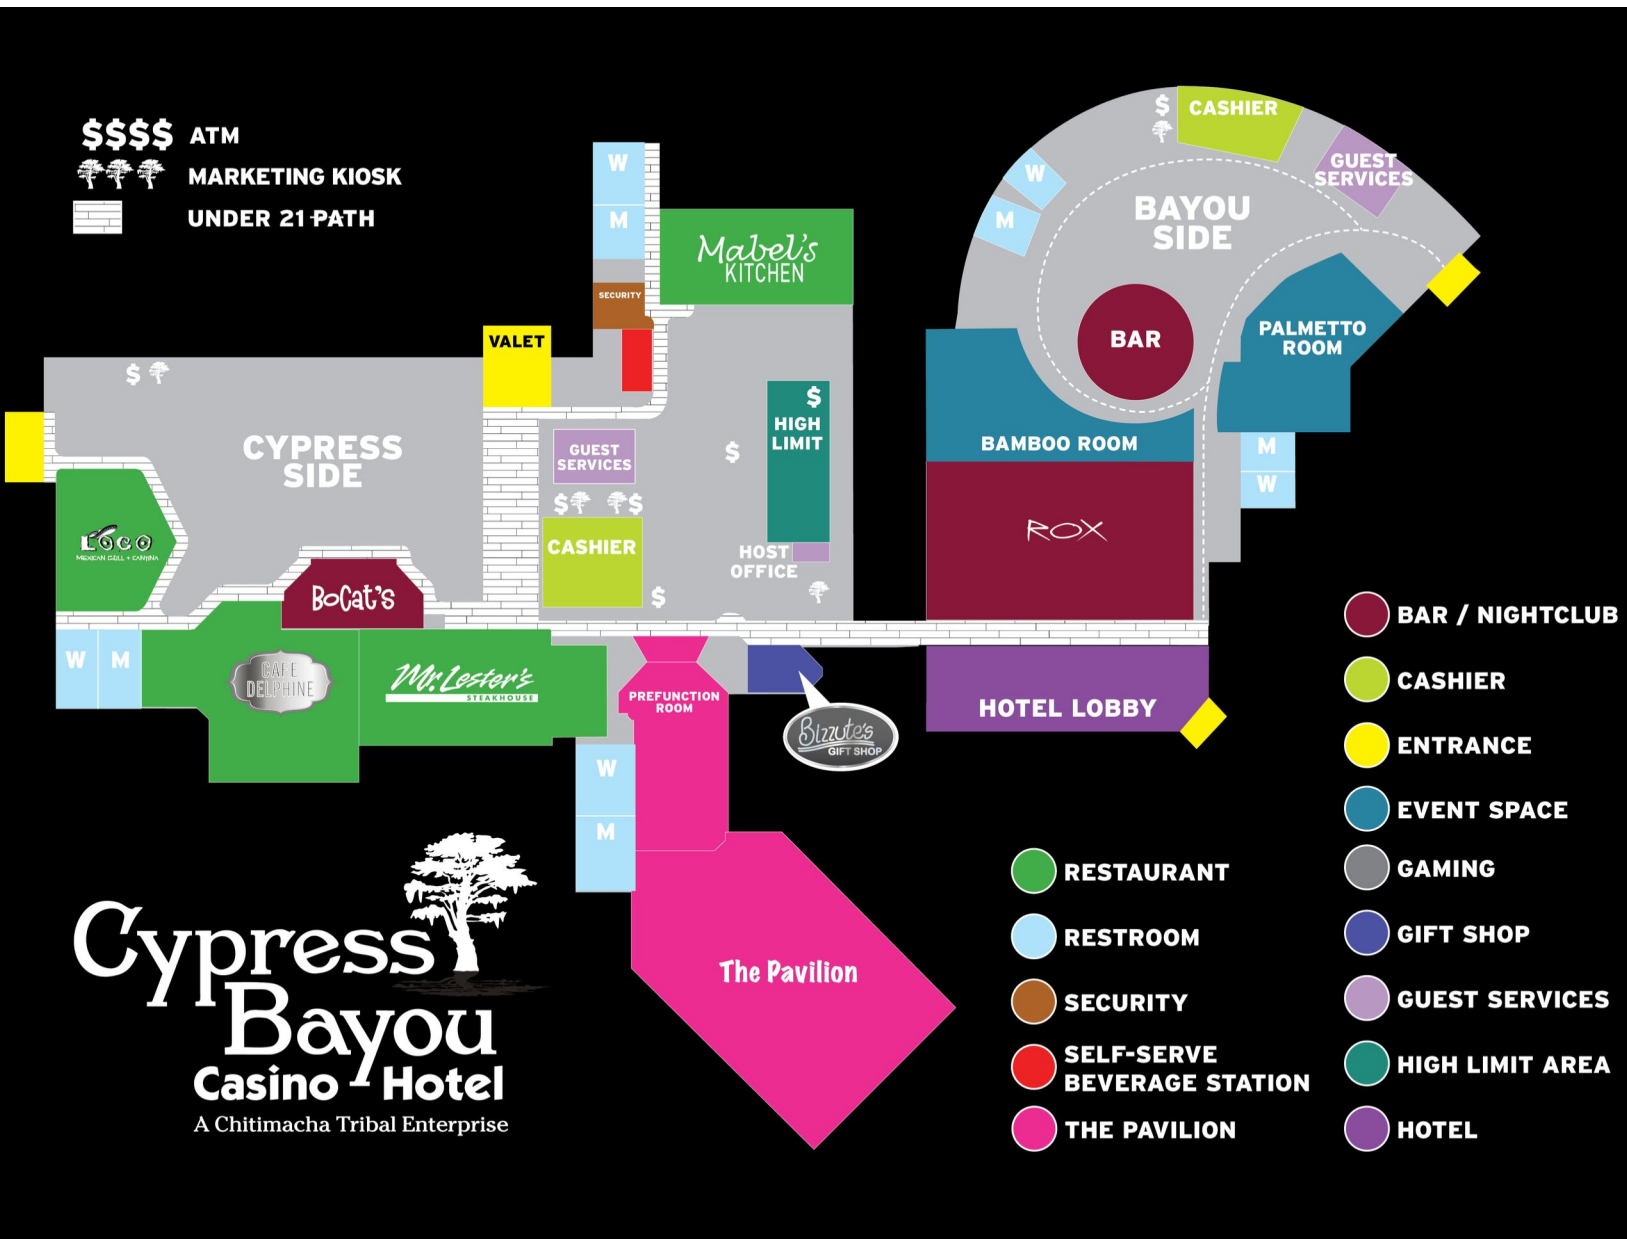 $$$$ ATM
MARKETING KIOSK
UNDER 21 PATH
W
M
SECURITY
Mabel's
KITCHEN
VALET
$
CYPRESS
SIDE
GUEST
SERVICES
$ $
CASHIER
$
$
$
HIGH
LIMIT
HOST
OFFICE
LOCO
MEXICAN GRILL + CANTINA
BoCat's
W M
CAFE
DELPHINE
Mr. Lester's
STEAKHOUSE
PREFUNCTION
ROOM
Bizzute's
GIFT SHOP
W
M
The Pavilion
$
CASHIER
GUEST
SERVICES
W
M
BAYOU
SIDE
BAR
PALMETTO
ROOM
BAMBOO ROOM
M
W
ROX
HOTEL LOBBY
Cypress
Bayou
Casino Hotel
A Chitimacha Tribal Enterprise
RESTAURANT
RESTROOM
SECURITY
SELF-SERVE
BEVERAGE STATION
THE PAVILION
BAR / NIGHTCLUB
CASHIER
ENTRANCE
EVENT SPACE
GAMING
GIFT SHOP
GUEST SERVICES
HIGH LIMIT AREA
HOTEL